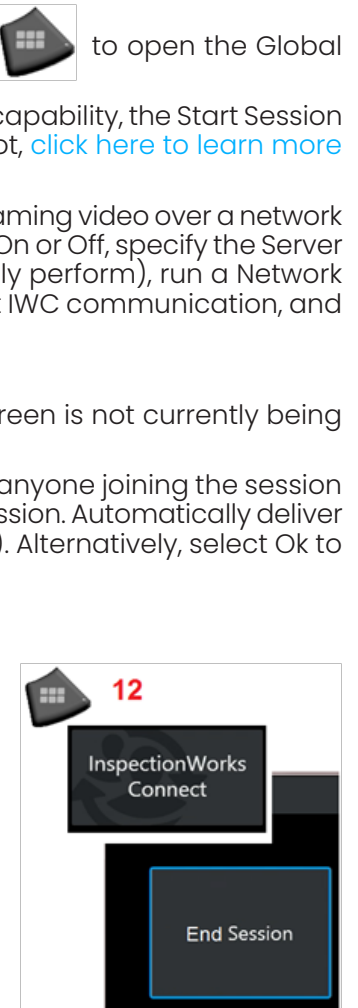 to open the Global
capability, the Start Session
ot, click here to learn more
aming video over a network
On or Off, specify the Server
ly perform), run a Network
IWC communication, and
reen is not currently being
anyone joining the session
ssion. Automatically deliver
). Alternatively, select Ok to
12
InspectionWorks
Connect
End Session